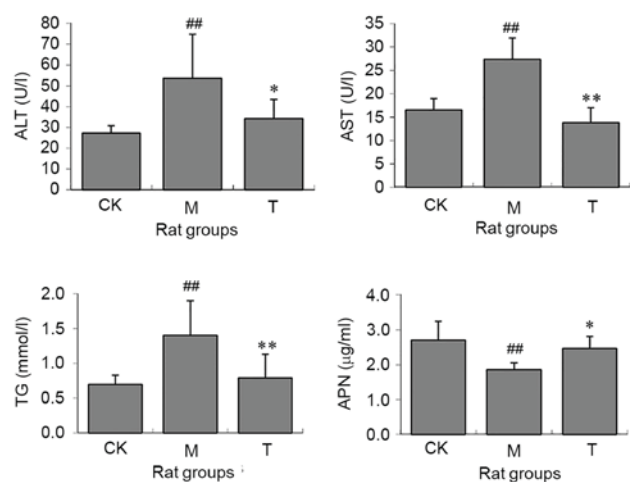 ALT (U/l)
80
70
60
50
40
30
20
10
0
##
*
CK M T
Rat groups
AST (U/l)
35
30
25
20
15
10
5
0
##
**
CK M T
Rat groups
TG (mmol/l)
2.0
1.5
1.0
0.5
0.0
##
**
CK M T
Rat groups
APN (µg/ml)
4.0
3.0
2.0
1.0
0.0
##
*
CK M T
Rat groups